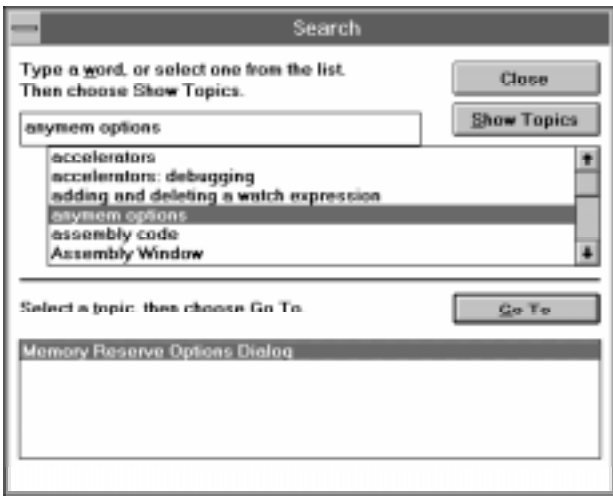 Search
Type a word, or select one from the list.
Then choose Show Topics.
Close
Show Topics
anymem options
accelerators
accelerators: debugging
adding and deleting a watch expression
anymem options
assembly code
Assembly Window
Select a topic, then choose Go To.
Go To
Memory Reserve Options Dialog